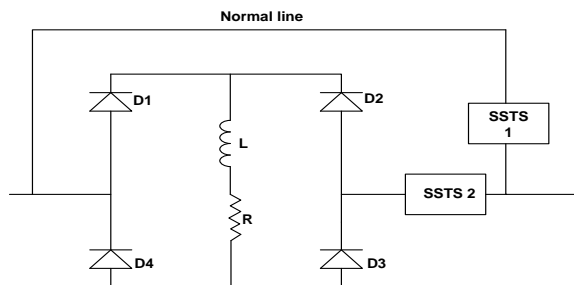 Normal line
D1
D2
L
SSTS
1
SSTS 2
R
D4
D3